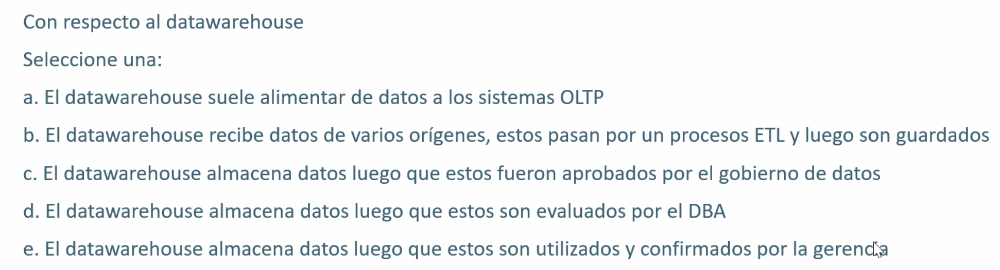 Con respecto al datawarehouse
Seleccione una:
a. El datawarehouse suele alimentar de datos a los sistemas OLTP
b. El datawarehouse recibe datos de varios orígenes, estos pasan por un procesos ETL y luego son guardados
c. El datawarehouse almacena datos luego que estos fueron aprobados por el gobierno de datos
d. El datawarehouse almacena datos luego que estos son evaluados por el DBA
e. El datawarehouse almacena datos luego que estos son utilizados y confirmados por la gerencia